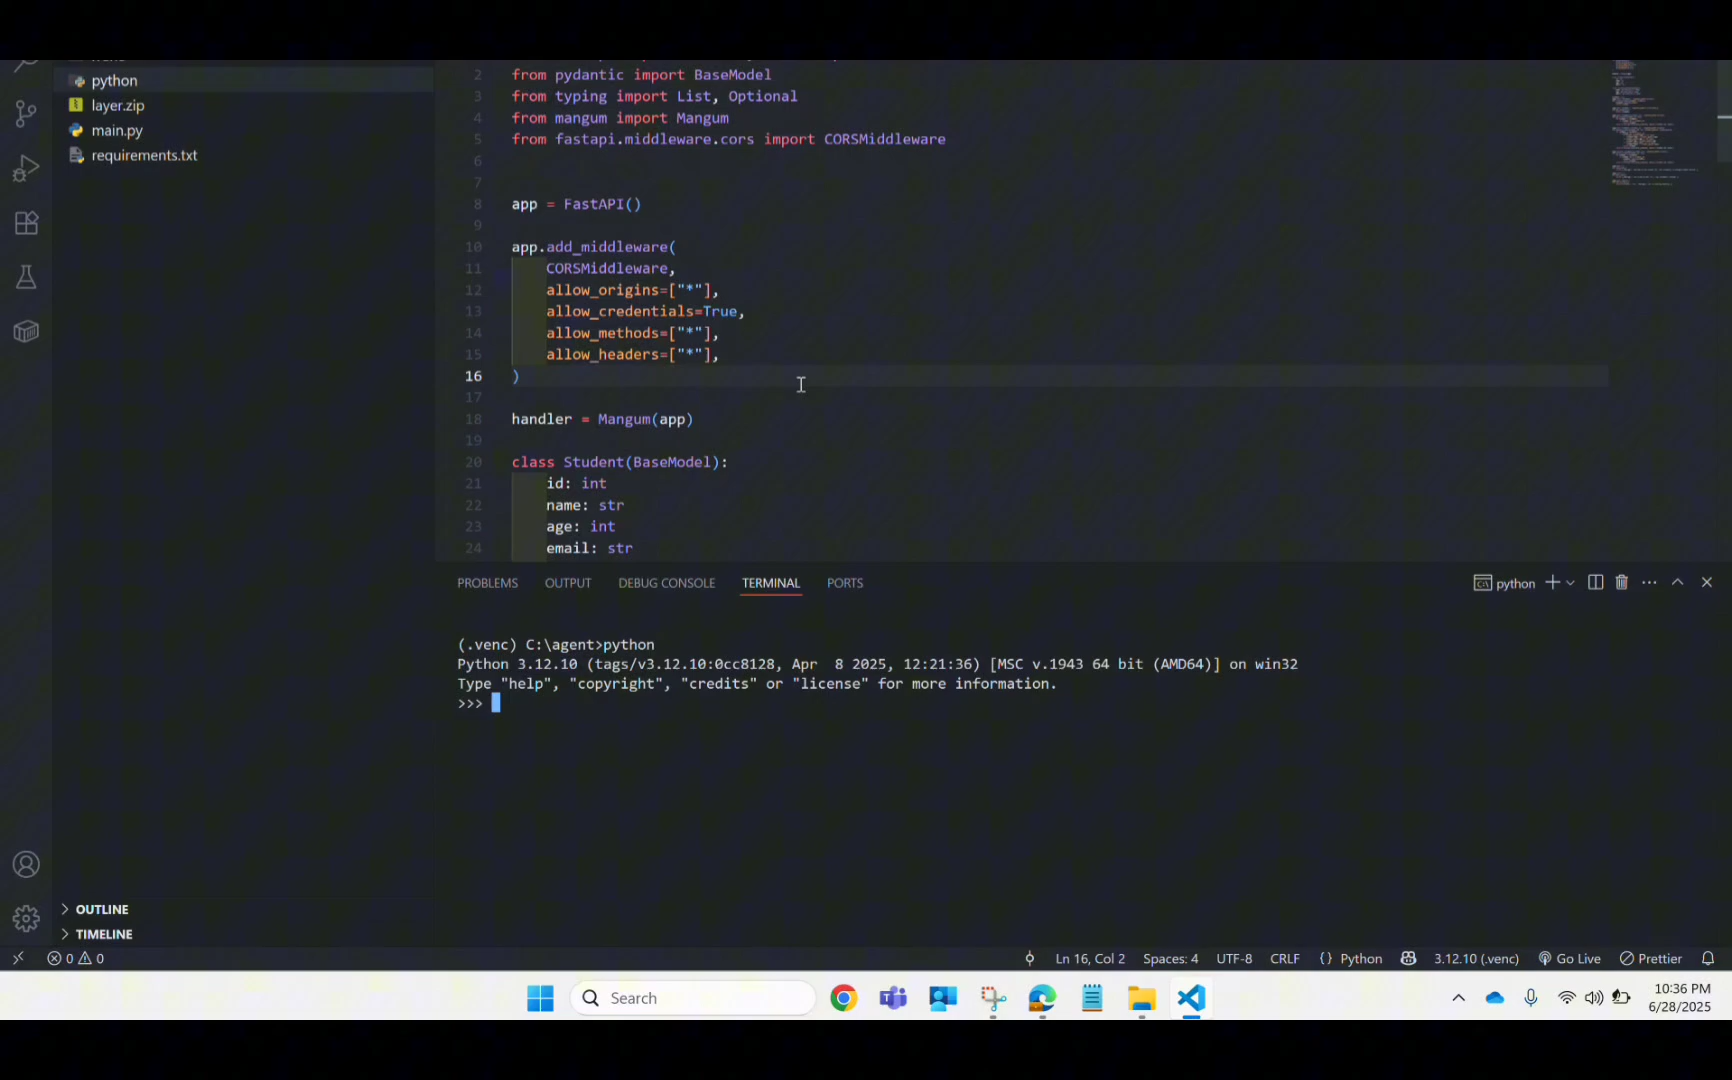 python
layer.zip
main.py
requirements.txt
2 from pydantic import BaseModel
3 from typing import List, Optional
4 from mangum import Mangum
5 from fastapi.middleware.cors import CORSMiddleware
6
7
8 app = FastAPI()
9
10 app.add_middleware(
11     CORSMiddleware,
12     allow_origins=["*"],
13     allow_credentials=True,
14     allow_methods=["*"],
15     allow_headers=["*"],
16 )
17
18 handler = Mangum(app)
19
20 class Student(BaseModel):
21     id: int
22     name: str
23     age: int
24     email: str
PROBLEMS OUTPUT DEBUG CONSOLE TERMINAL PORTS python
(.venc) C:\agent>python
Python 3.12.10 (tags/v3.12.10:0cc8128, Apr  8 2025, 12:21:36) [MSC v.1943 64 bit (AMD64)] on win32
Type "help", "copyright", "credits" or "license" for more information.
>>>
OUTLINE
TIMELINE
0 0 Ln 16, Col 2 Spaces: 4 UTF-8 CRLF {} Python 3.12.10 (.venc) Go Live Prettier
Search
10:36 PM
6/28/2025